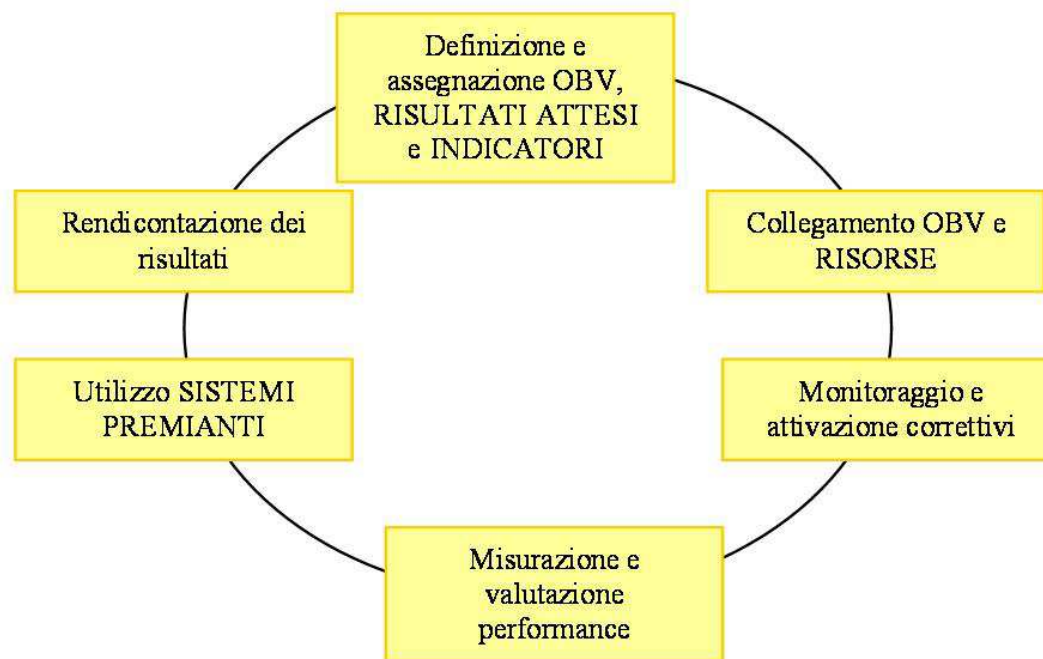 Definizione e
assegnazione OBV,
RISULTATI ATTESI
e INDICATORI
Collegamento OBV e
RISORSE
Monitoraggio e
attivazione correttivi
Misurazione e
valutazione
performance
Utilizzo SISTEMI
PREMIANTI
Rendicontazione dei
risultati